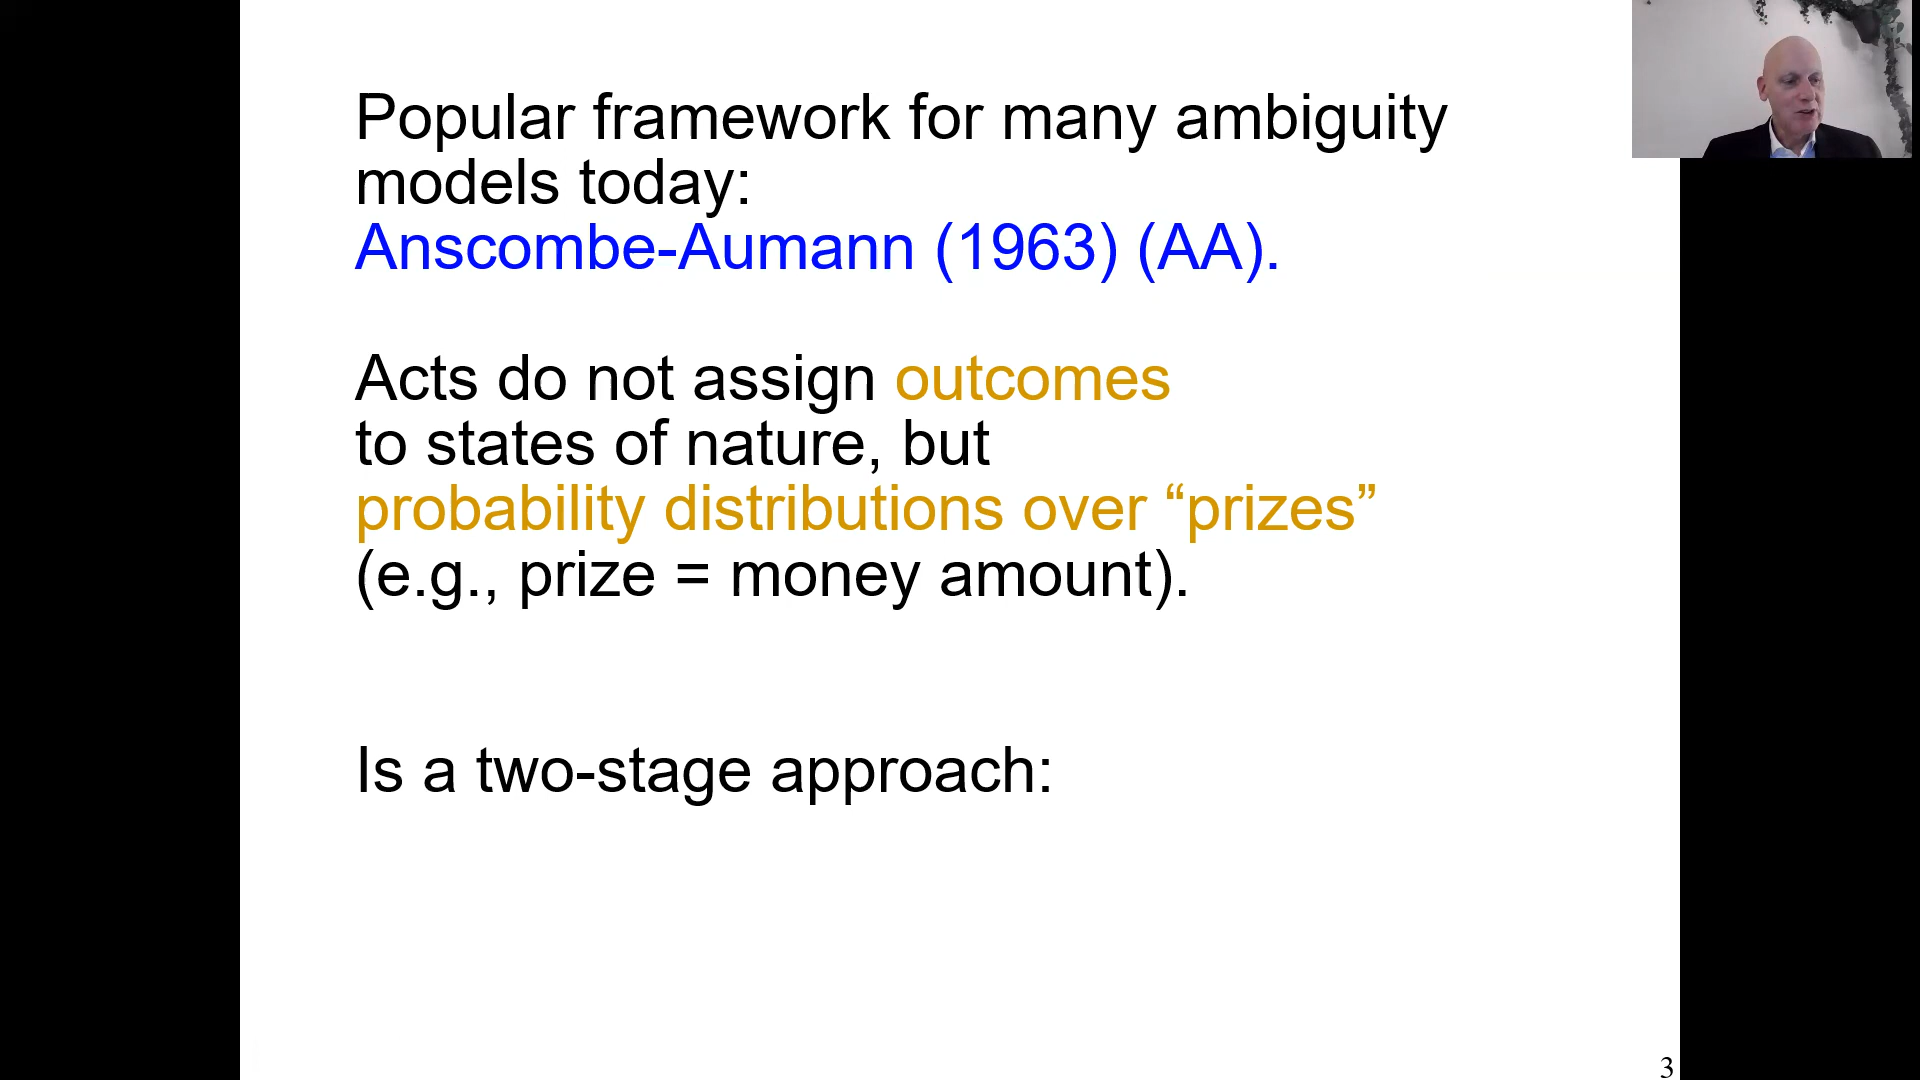 Popular framework for many ambiguity
models today:
Anscombe-Aumann (1963) (AA).
Acts do not assign outcomes
to states of nature, but
probability distributions over “prizes”
(e.g., prize = money amount).
Is a two-stage approach:
3